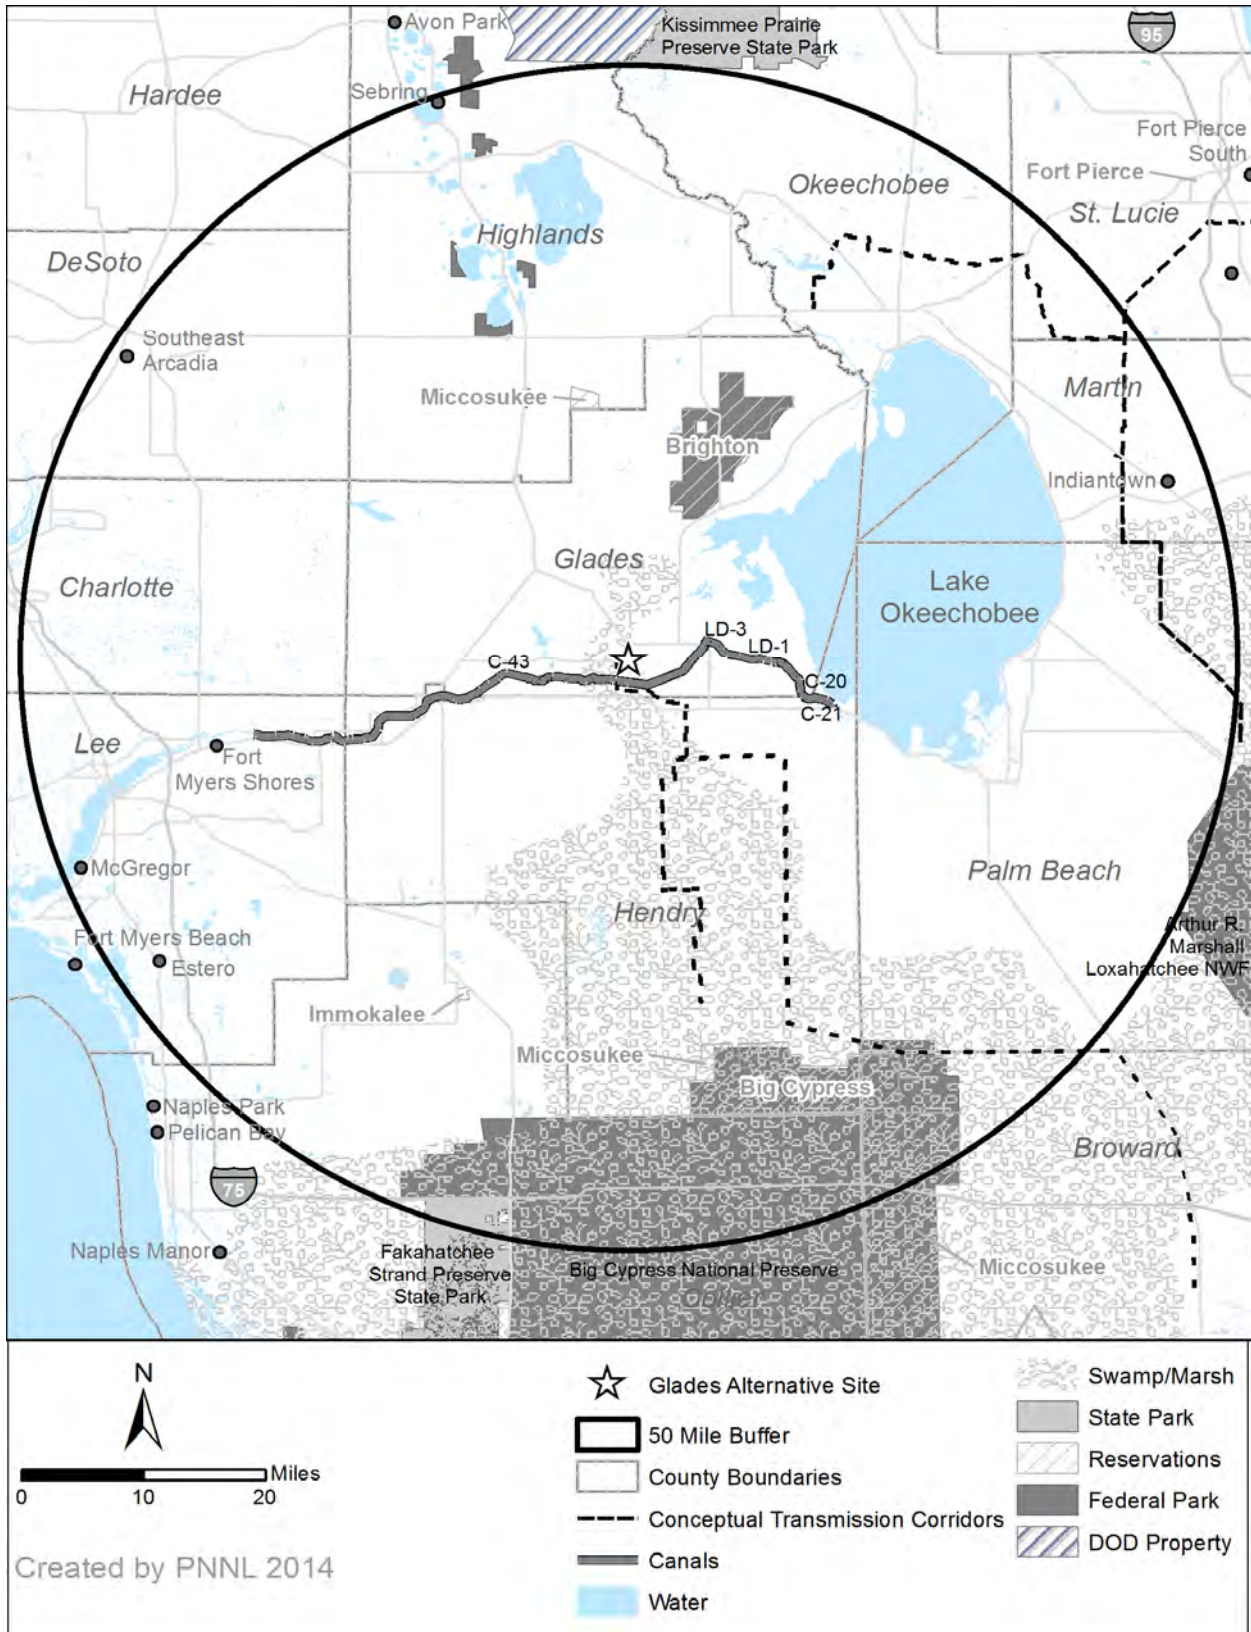 Avon Park
Kissimmee Prairie
Preserve State Park
95
Hardee
Sebring
Fort Pierce
South
Fort Pierce
Okeechobee
St. Lucie
Highlands
DeSoto
Southeast
Arcadia
Miccosukee
Martin
Brighton
Indiantown
Glades
Charlotte
Lake
Okeechobee
LD-3
LD-1
C-43
C-20
C-21
Lee
Fort
Myers Shores
McGregor
Palm Beach
Hendry
Arthur R.
Marshall
Loxahatchee NWF
Fort Myers Beach
Estero
Immokalee
Miccosukee
Big Cypress
Naples Park
Pelican Bay
Broward
75
Naples Manor
Fakahatchee
Strand Preserve
State Park
Big Cypress National Preserve
Collier
Miccosukee
N
Miles
0 10 20
Created by PNNL 2014
Glades Alternative Site
50 Mile Buffer
County Boundaries
Conceptual Transmission Corridors
Canals
Water
Swamp/Marsh
State Park
Reservations
Federal Park
DOD Property